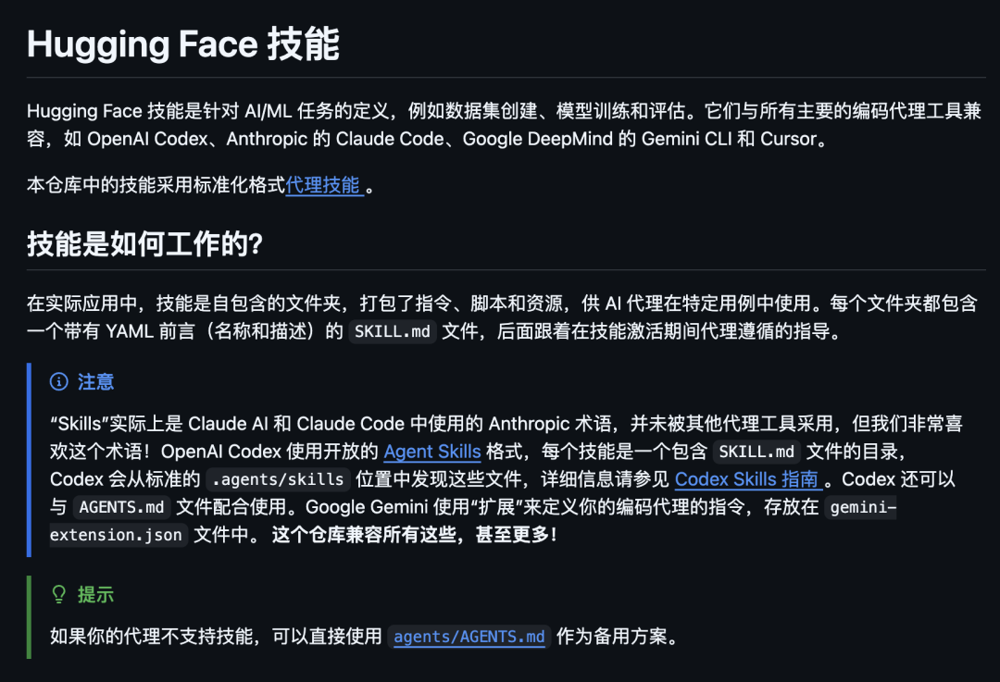 Hugging Face 技能
Hugging Face 技能是针对 AI/ML 任务的定义，例如数据集创建、模型训练和评估。它们与所有主要的编码代理工具兼
容，如 OpenAI Codex、Anthropic 的 Claude Code、Google DeepMind 的 Gemini CLI 和 Cursor。
本仓库中的技能采用标准化格式代理技能 。
技能是如何工作的?
在实际应用中，技能是自包含的文件夹，打包了指令、脚本和资源，供 AI 代理在特定用例中使用。每个文件夹都包含
一个带有 YAML 前言（名称和描述）的 SKILL.md 文件，后面跟着在技能激活期间代理遵循的指导。
注意
“Skills”实际上是 Claude AI 和 Claude Code 中使用的 Anthropic 术语，并未被其他代理工具采用，但我们非常喜
欢这个术语！OpenAI Codex 使用开放的 Agent Skills 格式，每个技能是一个包含 SKILL.md 文件的目录，
Codex 会从标准的 .agents/skills 位置中发现这些文件，详细信息请参见 Codex Skills 指南 。Codex 还可以
与 AGENTS.md 文件配合使用。Google Gemini 使用“扩展”来定义你的编码代理的指令，存放在 gemini-
extension.json 文件中。 这个仓库兼容所有这些，甚至更多！
提示
如果你的代理不支持技能，可以直接使用 agents/AGENTS.md 作为备用方案。